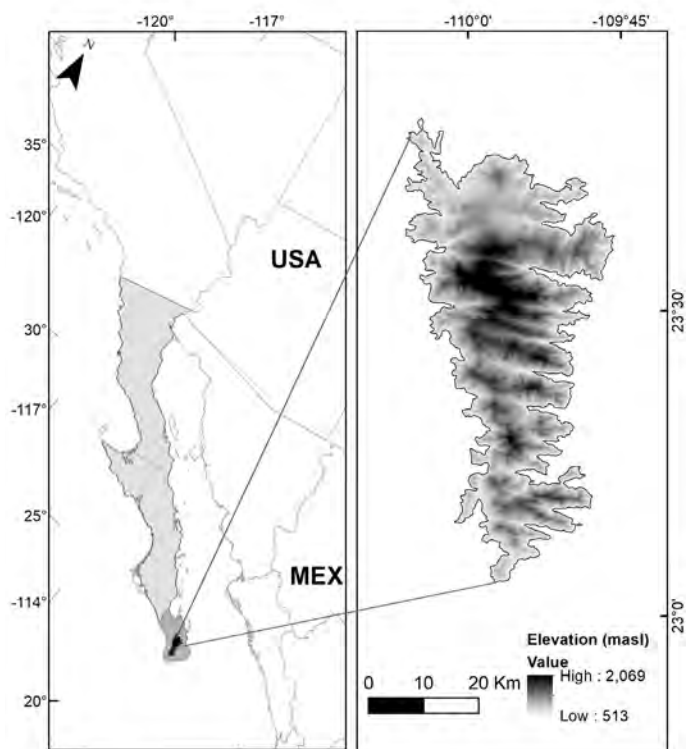 -120° -117°
N
35°
-120°
USA
30°
-117°
25°
MEX
-114°
20°
-110°0' -109°45'
23°30'
23°0'
Elevation (masl)
Value
High : 2,069
Low : 513
0 10 20 Km